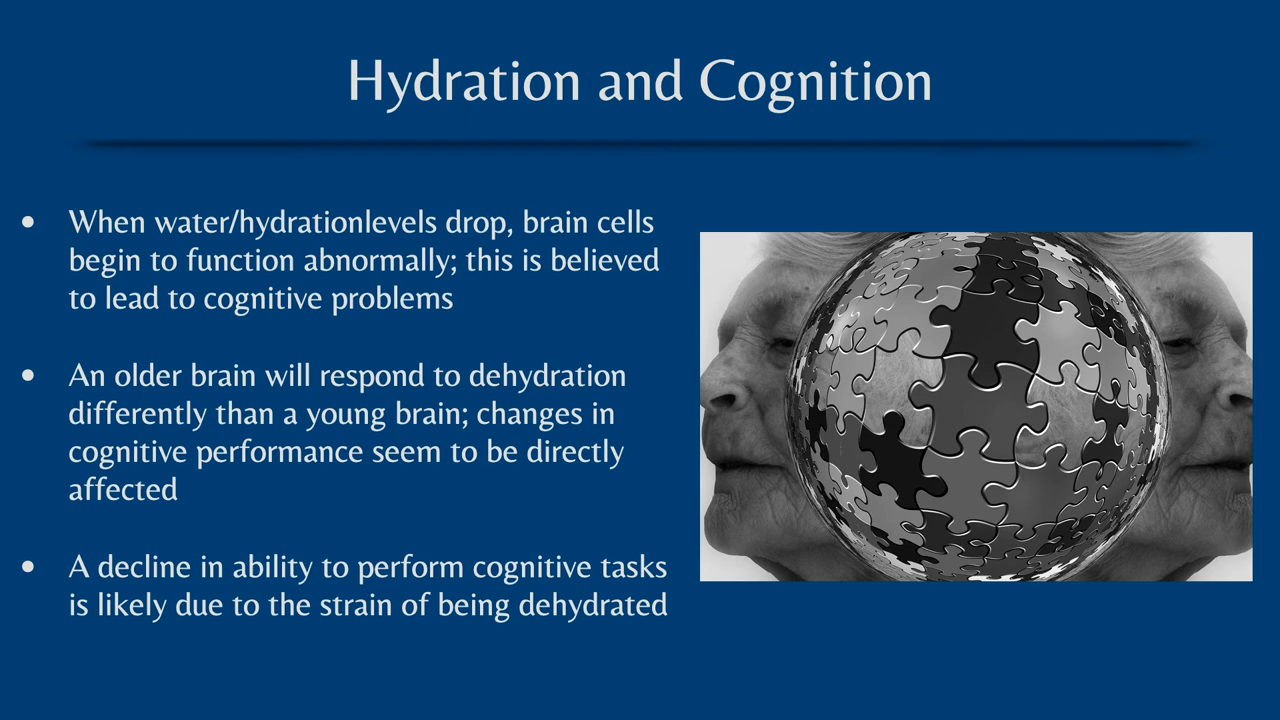 Hydration and Cognition
• When water/hydrationlevels drop, brain cells
begin to function abnormally; this is believed
to lead to cognitive problems
• An older brain will respond to dehydration
differently than a young brain; changes in
cognitive performance seem to be directly
affected
• A decline in ability to perform cognitive tasks
is likely due to the strain of being dehydrated